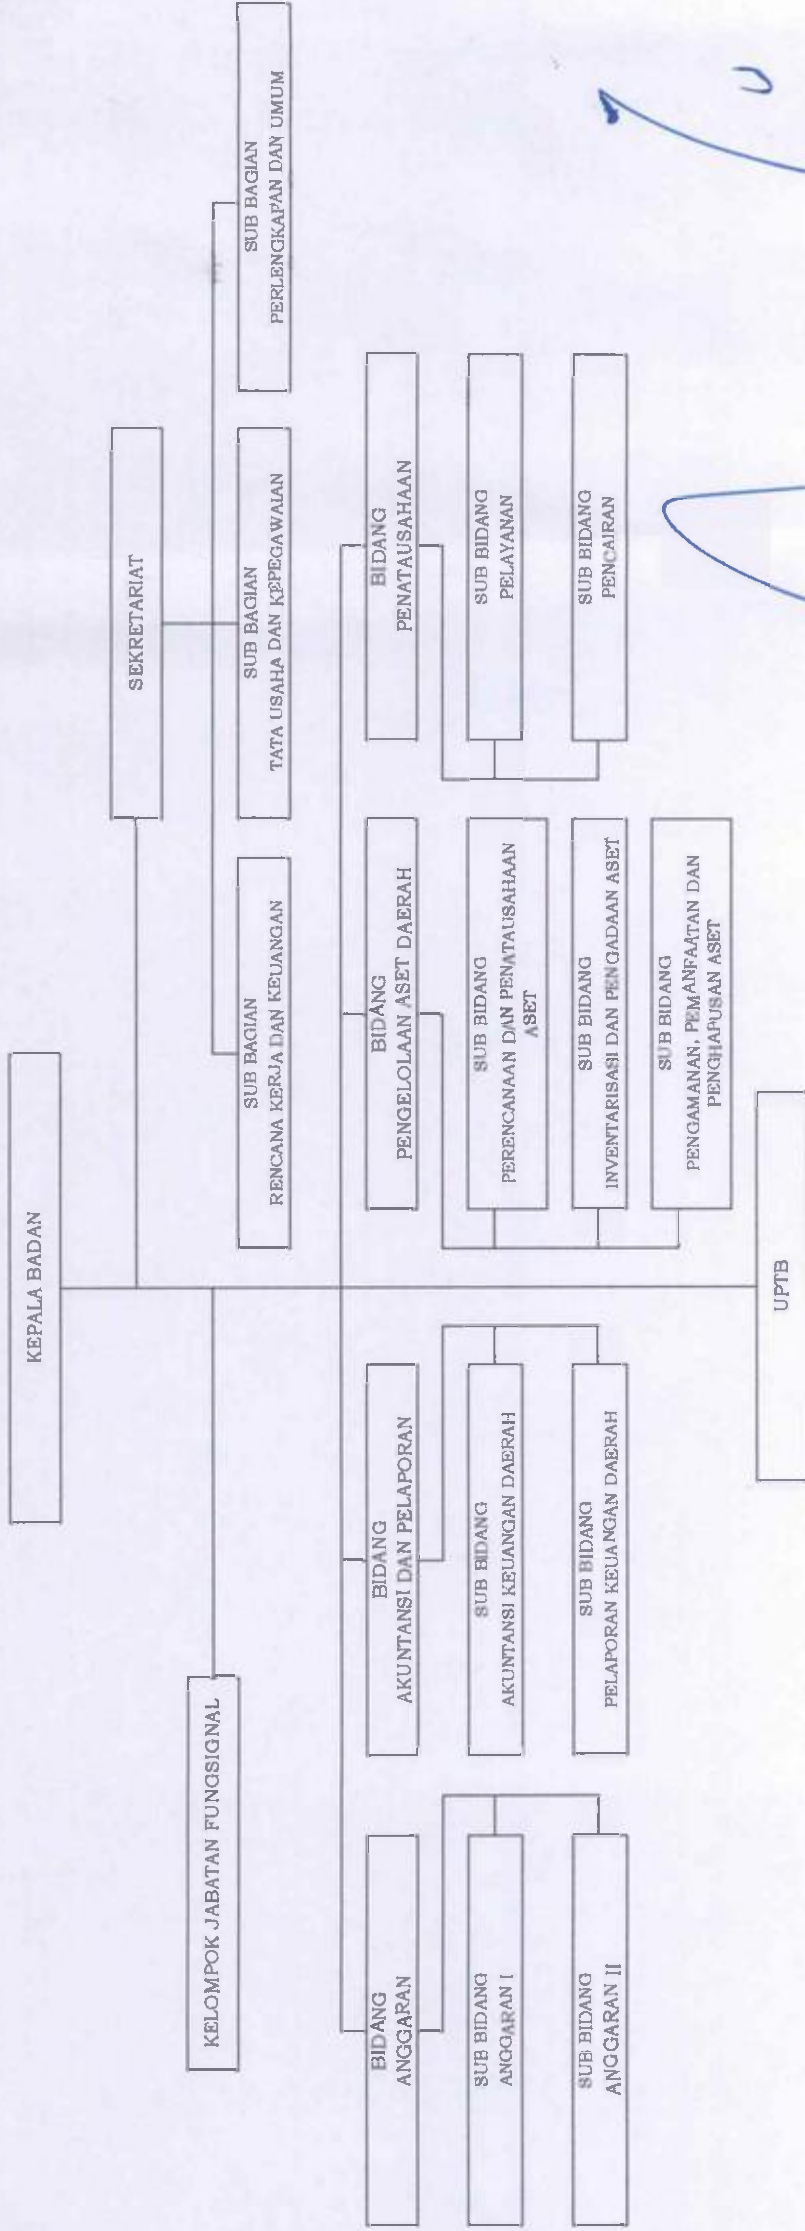 KEPALA BADAN
SEKRETARIAT
KELOMPOK JABATAN FUNGSIGNAL
SUB BAGIAN
RENCANA KERJA DAN KEUANGAN
SUB BAGIAN
TATA USAHA DAN KEPEGAWAIAN
SUB BAGIAN
PERLENGKAPAN DAN UMUM
BIDANG
ANGGARAN
SUB BIDANG
ANGGARAN I
SUB BIDANG
ANGGARAN II
BIDANG
AKUNTANSI DAN PELAPORAN
SUB BIDANG
AKUNTANSI KEUANGAN DAERAH
SUB BIDANG
PELAPORAN KEUANGAN DAERAH
BIDANG
PENGELOLAAN ASET DAERAH
SUB BIDANG
PERENCANAAN DAN PENATAUSAHAAN
ASET
SUB BIDANG
INVENTARISASI DAN PENGADAAN ASET
SUB BIDANG
PENGAMANAN, PEMANFAATAN DAN
PENGHAPUSAN ASET
BIDANG
PENATAUSAHAAN
SUB BIDANG
PELAYANAN
SUB BIDANG
PENCAIRAN
UPTB